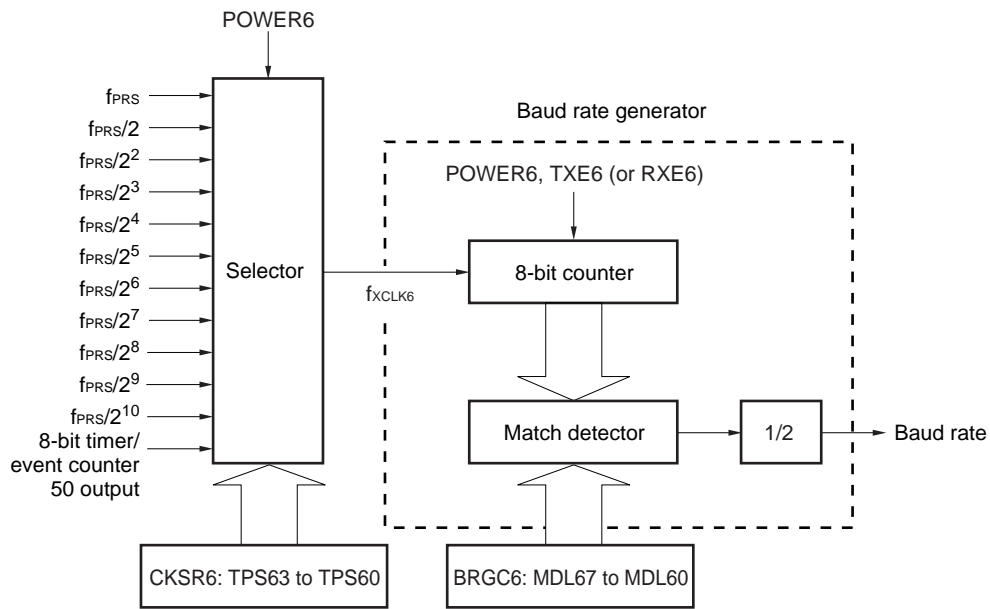 POWER6
fPRS
fPRS/2
fPRS/2²
fPRS/2³
fPRS/2⁴
fPRS/2⁵
fPRS/2⁶
fPRS/2⁷
fPRS/2⁸
fPRS/2⁹
fPRS/2¹⁰
8-bit timer/
event counter
50 output
Selector
fXCLK6
Baud rate generator
POWER6, TXE6 (or RXE6)
8-bit counter
Match detector
1/2
Baud rate
CKSR6: TPS63 to TPS60
BRGC6: MDL67 to MDL60